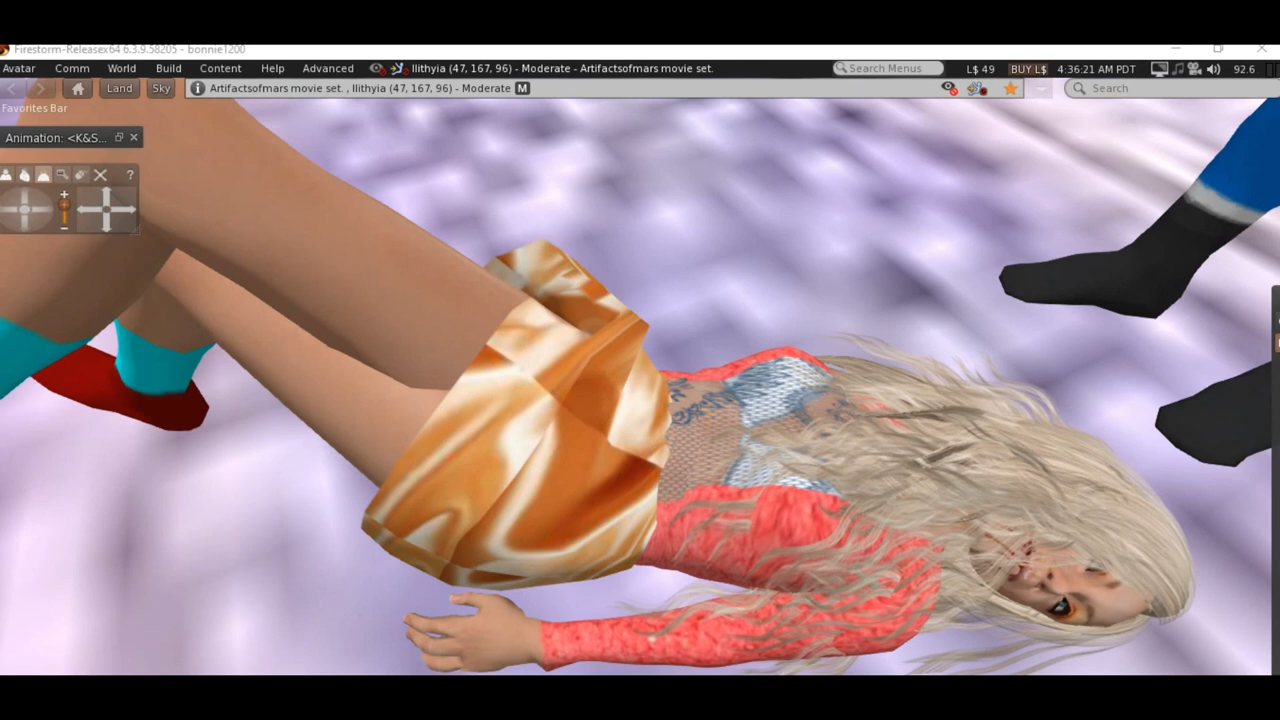 Firestorm-Releasex64 6.3.9.58205 - bonnie1200
Avatar Comm World Build Content Help Advanced Ilithyia (47, 167, 96) - Moderate - Artifactsofmars movie set. Search Menus L$ 49 BUY L$ 4:36:21 AM PDT 92.6
Land Sky Artifactsofmars movie set. , Ilithyia (47, 167, 96) - Moderate M Search
Favorites Bar
Animation: <K&S...
?